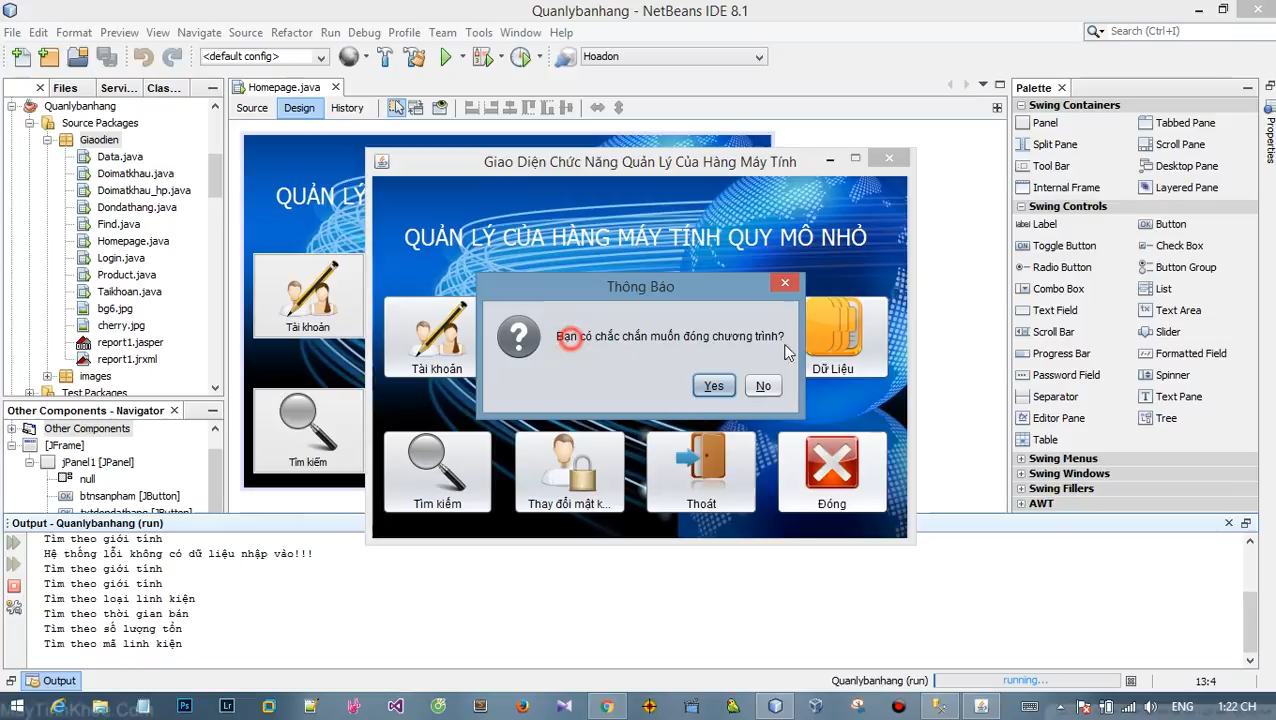 Quanlybanhang - NetBeans IDE 8.1
File Edit Format Preview View Navigate Source Refactor Run Debug Profile Team Tools Window Help
Search (Ctrl+I)
<default config>
Hoadon
Files Servi... Clas...
Homepage.java
Palette
Source Design History
Quanlybanhang
Source Packages
Giaodien
Data.java
Doimatkhau.java
Doimatkhau_hp.java
Dondathang.java
Find.java
Homepage.java
Login.java
Product.java
Taikhoan.java
bg6.jpg
cherry.jpg
report1.jasper
report1.jrxml
images
Test Packages
Other Components - Navigator
Other Components
[JFrame]
jPanel1 [JPanel]
null
btnsanpham [JButton]
txtdondathang [JButton]
QUẢN LÝ
Tài khoản
Tìm kiếm
Giao Diện Chức Năng Quản Lý Của Hàng Máy Tính
QUẢN LÝ CỦA HÀNG MÁY TÍNH QUY MÔ NHỎ
Tài khoản
Dữ Liệu
Thông Báo
Bạn có chắc chắn muốn đóng chương trình?
Yes No
Tìm kiếm
Thay đổi mật k...
Thoát
Đóng
Swing Containers
Panel Tabbed Pane
Split Pane Scroll Pane
Tool Bar Desktop Pane
Internal Frame Layered Pane
Swing Controls
Label Button
Toggle Button Check Box
Radio Button Button Group
Combo Box List
Text Field Text Area
Scroll Bar Slider
Progress Bar Formatted Field
Password Field Spinner
Separator Text Pane
Editor Pane Tree
Table
Swing Menus
Swing Windows
Swing Fillers
AWT
Properties
Output - Quanlybanhang (run)
Tìm theo giới tính
Hệ thống lỗi không có dữ liệu nhập vào!!!
Tìm theo giới tính
Tìm theo giới tính
Tìm theo loại linh kiện
Tìm theo thời gian bán
Tìm theo số lượng tồn
Tìm theo mã linh kiện
Output
Quanlybanhang (run)
running...
13:4
ENG
1:22 CH
MayTinhKhoe.Com